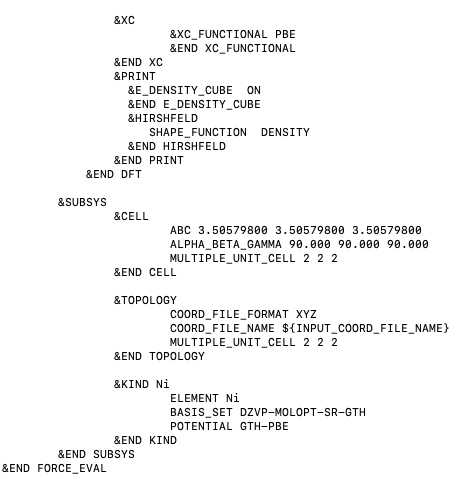 &XC
&XC_FUNCTIONAL PBE
&END XC_FUNCTIONAL
&END XC
&PRINT
&E_DENSITY_CUBE  ON
&END E_DENSITY_CUBE
&HIRSHFELD
SHAPE_FUNCTION  DENSITY
&END HIRSHFELD
&END PRINT
&END DFT
&SUBSYS
&CELL
ABC 3.50579800 3.50579800 3.50579800
ALPHA_BETA_GAMMA 90.000 90.000 90.000
MULTIPLE_UNIT_CELL 2 2 2
&END CELL
&TOPOLOGY
COORD_FILE_FORMAT XYZ
COORD_FILE_NAME ${INPUT_COORD_FILE_NAME}
MULTIPLE_UNIT_CELL 2 2 2
&END TOPOLOGY
&KIND Ni
ELEMENT Ni
BASIS_SET DZVP-MOLOPT-SR-GTH
POTENTIAL GTH-PBE
&END KIND
&END SUBSYS
&END FORCE_EVAL